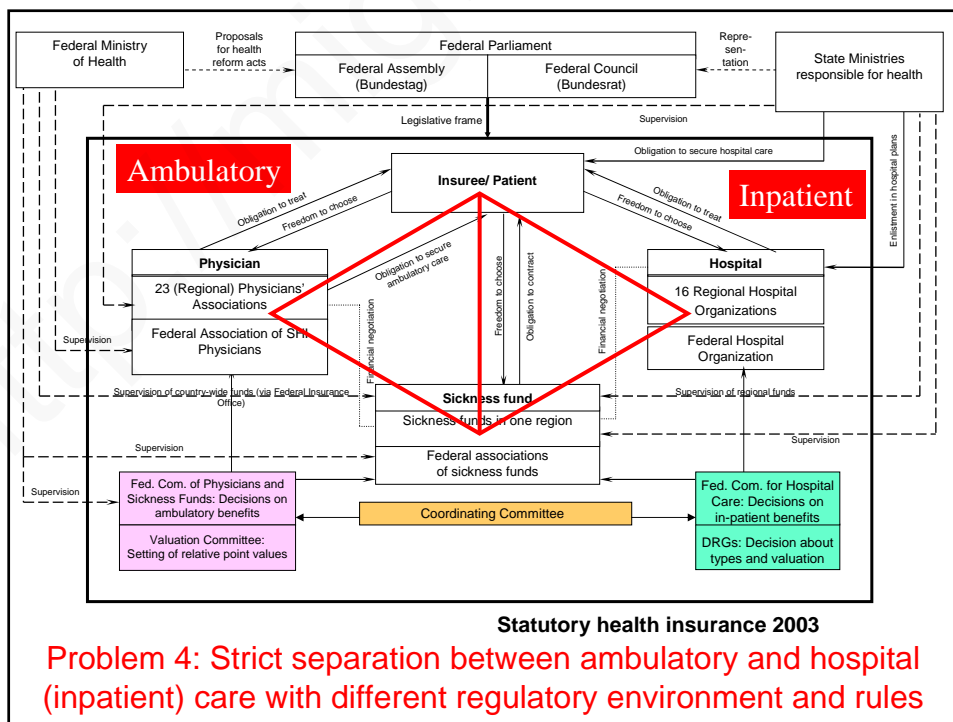 Federal Ministry
of Health
Proposals
for health
reform acts
Federal Parliament
Federal Assembly
(Bundestag)
Federal Council
(Bundesrat)
Repre-
sen-
tation
State Ministries
responsible for health
Legislative frame
Supervision
Ambulatory
Obligation to secure hospital care
Inpatient
Enlistment in hospital plans
Insuree/ Patient
Obligation to treat
Freedom to choose
Obligation to treat
Freedom to choose
Physician
23 (Regional) Physicians'
Associations
Federal Association of SHI
Physicians
Obligation to secure
ambulatory care
Financial negotiation
Freedom to choose
Obligation to contract
Financial negotiation
Hospital
16 Regional Hospital
Organizations
Federal Hospital
Organization
Supervision
Supervision of country-wide funds (via Federal Insurance
Office)
Sickness fund
Sickness funds in one region
Federal associations
of sickness funds
Supervision of regional funds
Supervision
Supervision
Fed. Com. of Physicians and
Sickness Funds: Decisions on
ambulatory benefits
Valuation Committee:
Setting of relative point values
Coordinating Committee
Fed. Com. for Hospital
Care: Decisions on
in-patient benefits
DRGs: Decision about
types and valuation
Statutory health insurance 2003
Problem 4: Strict separation between ambulatory and hospital
(inpatient) care with different regulatory environment and rules